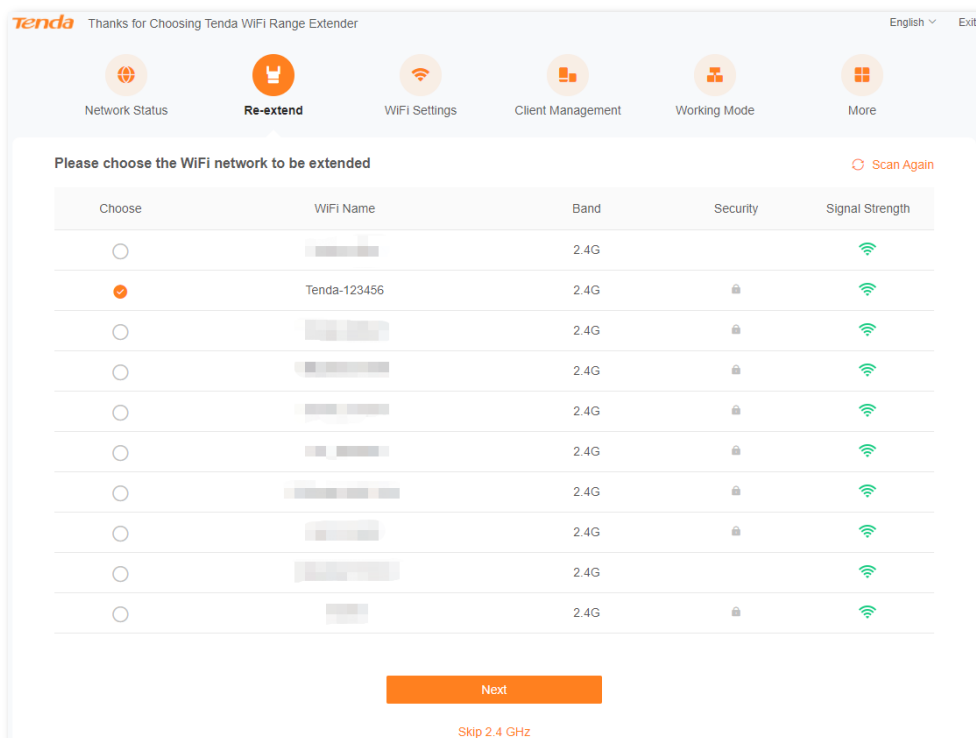 Tenda Thanks for Choosing Tenda WiFi Range Extender English Exit
Network Status Re-extend WiFi Settings Client Management Working Mode More
Please choose the WiFi network to be extended Scan Again
Choose WiFi Name Band Security Signal Strength
2.4G
Tenda-123456 2.4G
2.4G
2.4G
2.4G
2.4G
2.4G
2.4G
2.4G
2.4G
Next
Skip 2.4 GHz